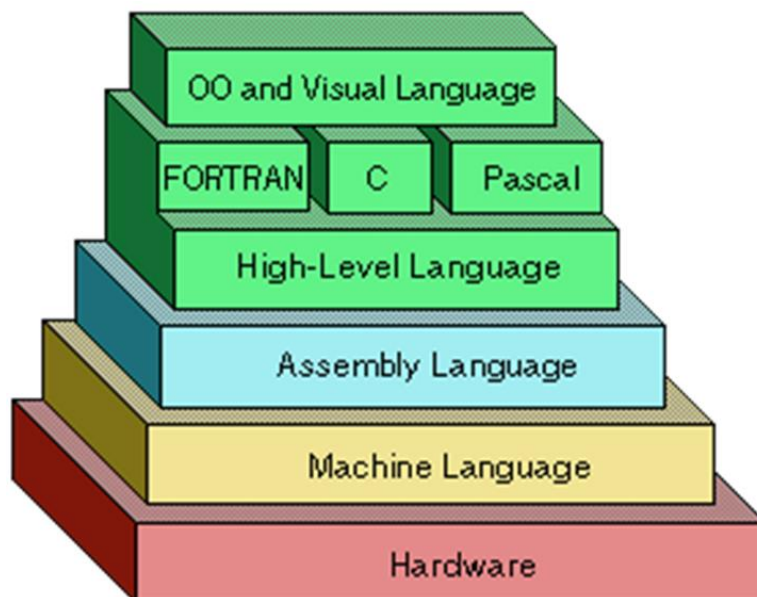 OO and Visual Language
FORTRAN C Pascal
High-Level Language
Assembly Language
Machine Language
Hardware